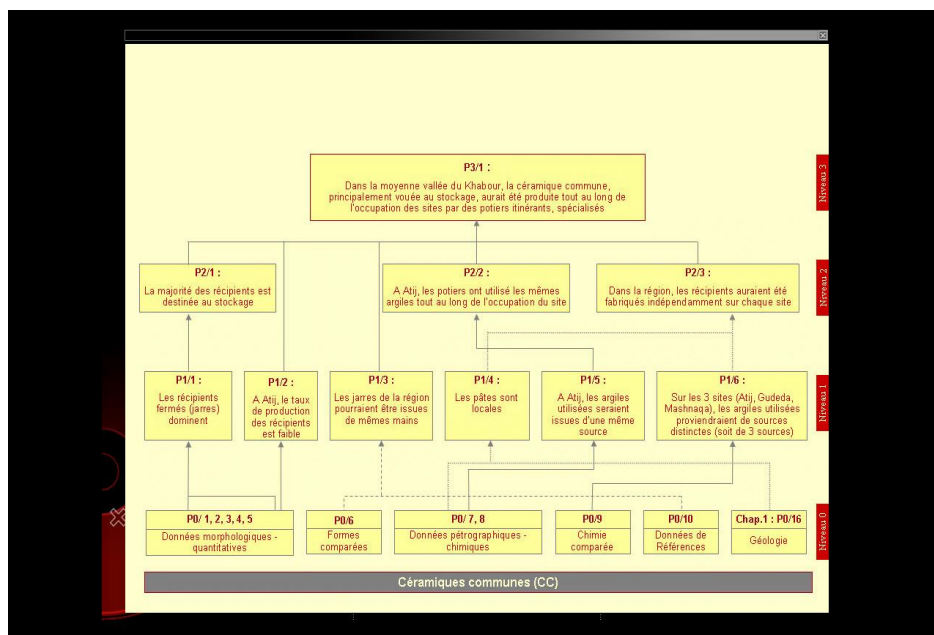 P3/1 :
Dans la moyenne vallée du Khabour, la céramique commune,
principalement vouée au stockage, aurait été produite tout au long de
l'occupation des sites par des potiers itinérants, spécialisés
Niveau 3
P2/1 :
La majorité des récipients est
destinée au stockage
P2/2 :
A Atij, les potiers ont utilisé les mêmes
argiles tout au long de l'occupation du site
P2/3 :
Dans la région, les récipients auraient été
fabriqués indépendamment sur chaque site
Niveau 2
P1/1 :
Les récipients
fermés (jarres)
dominent
P1/2 :
A Atij, le taux
de production
des récipients
est faible
P1/3 :
Les jarres de la région
pourraient être issues
de mêmes mains
P1/4 :
Les pâtes sont
locales
P1/5 :
A Atij, les argiles
utilisées seraient
issues d'une même
source
P1/6 :
Sur les 3 sites (Atij, Gudeda,
Mashnaqa), les argiles utilisées
proviendraient de sources
distinctes (soit de 3 sources)
Niveau 1
P0/ 1, 2, 3, 4, 5
Données morphologiques -
quantitatives
P0/6
Formes
comparées
P0/ 7, 8
Données pétrographiques -
chimiques
P0/9
Chimie
comparée
P0/10
Données de
Références
Chap.1 : P0/16
Géologie
Niveau 0
Céramiques communes (CC)